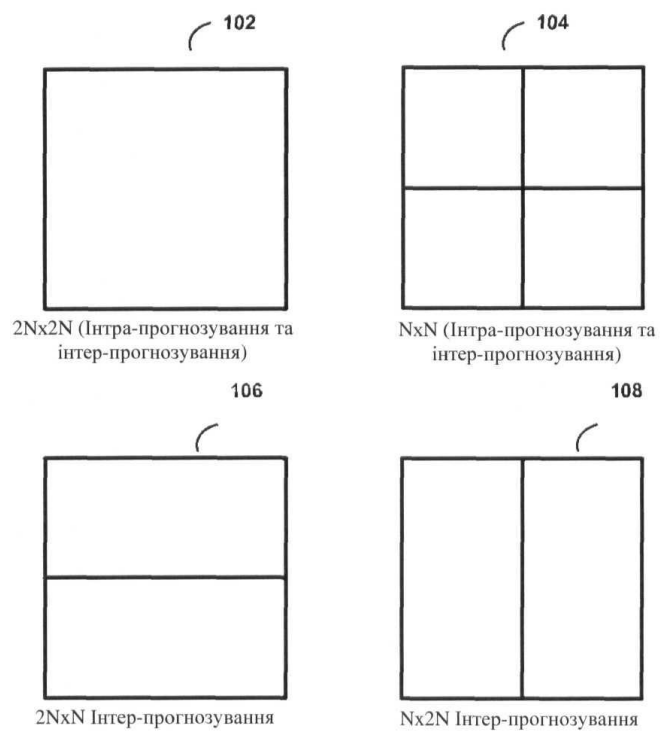 102
104
2Nx2N (Інтра-прогнозування та
інтер-прогнозування)
NxN (Інтра-прогнозування та
інтер-прогнозування)
106
108
2NxN Інтер-прогнозування
Nx2N Інтер-прогнозування